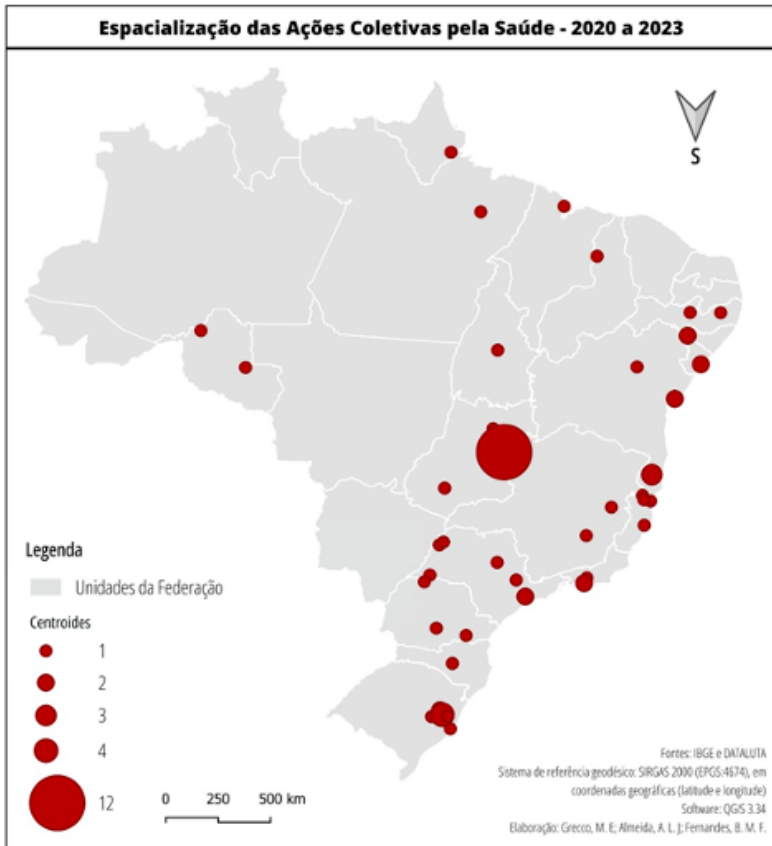 Espacialização das Ações Coletivas pela Saúde - 2020 a 2023
S
Legenda
Unidades da Federação
Centroides
1
2
3
4
12
0 250 500 km
Fontes: IBGE e DATALUTA
Sistema de referência geodésico: SIRGAS 2000 (EPGS:4674), em
coordenadas geográficas (latitude e longitude)
Software: QGIS 3.34
Elaboração: Grecco, M. E; Almeida, A. L. J; Fernandes, B. M. F.